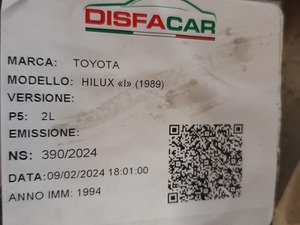 DISFACAR
MARCA: TOYOTA
MODELLO: HILUX «I» (1989)
VERSIONE:
P5: 2L
EMISSIONE:
NS: 390/2024
DATA:09/02/2024 18:01:00
ANNO IMM: 1994